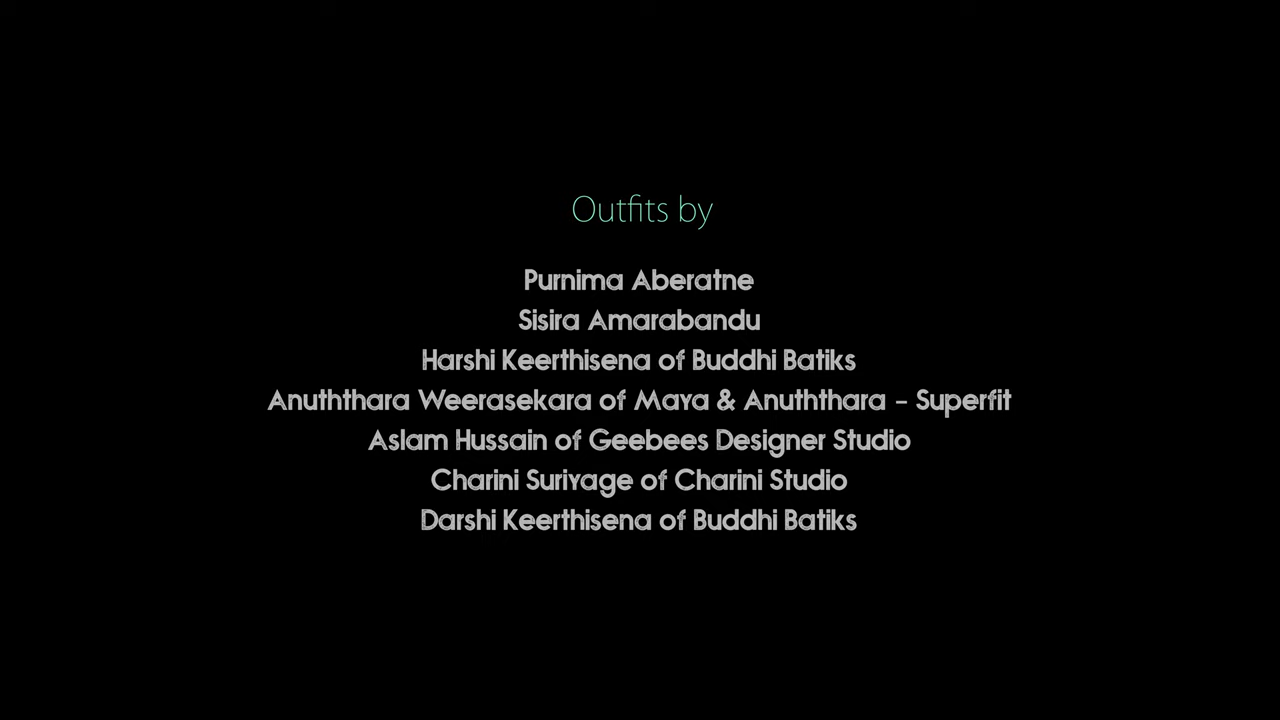 Outfits by
Purnima Aberatne
Sisira Amarabandu
Harshi Keerthisena of Buddhi Batiks
Anuththara Weerasekara of Maya & Anuththara - Superfit
Aslam Hussain of Geebees Designer Studio
Charini Suriyage of Charini Studio
Darshi Keerthisena of Buddhi Batiks